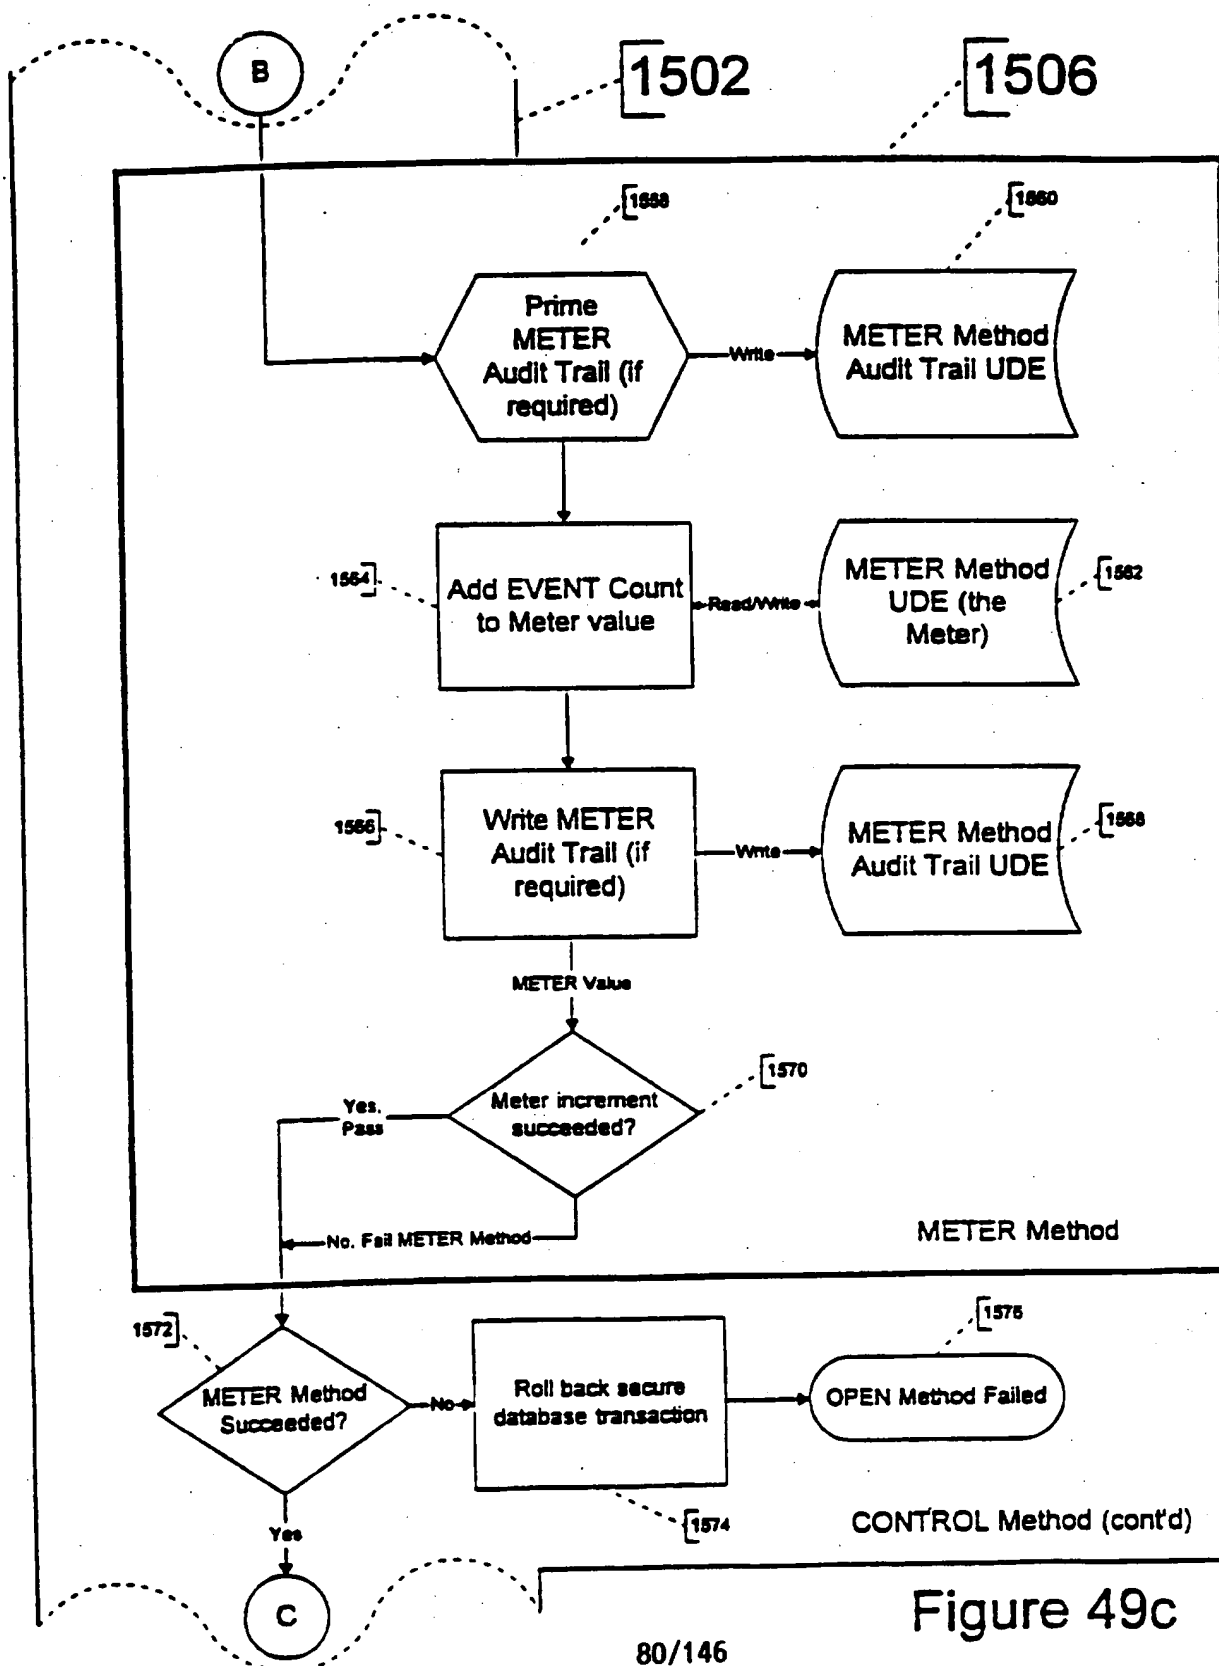 B
1502
1506
1558
1560
Prime
METER
Audit Trail (if
required)
Write
METER Method
Audit Trail UDE
1564
Add EVENT Count
to Meter value
Read/Write
METER Method
UDE (the
Meter)
1562
1566
Write METER
Audit Trail (if
required)
Write
METER Method
Audit Trail UDE
1568
METER Value
1570
Meter increment
succeeded?
Yes.
Pass
No. Fail METER Method
METER Method
1572
METER Method
Succeeded?
No
Roll back secure
database transaction
1576
OPEN Method Failed
1574
Yes
CONTROL Method (cont'd)
C
Figure 49c
80/146